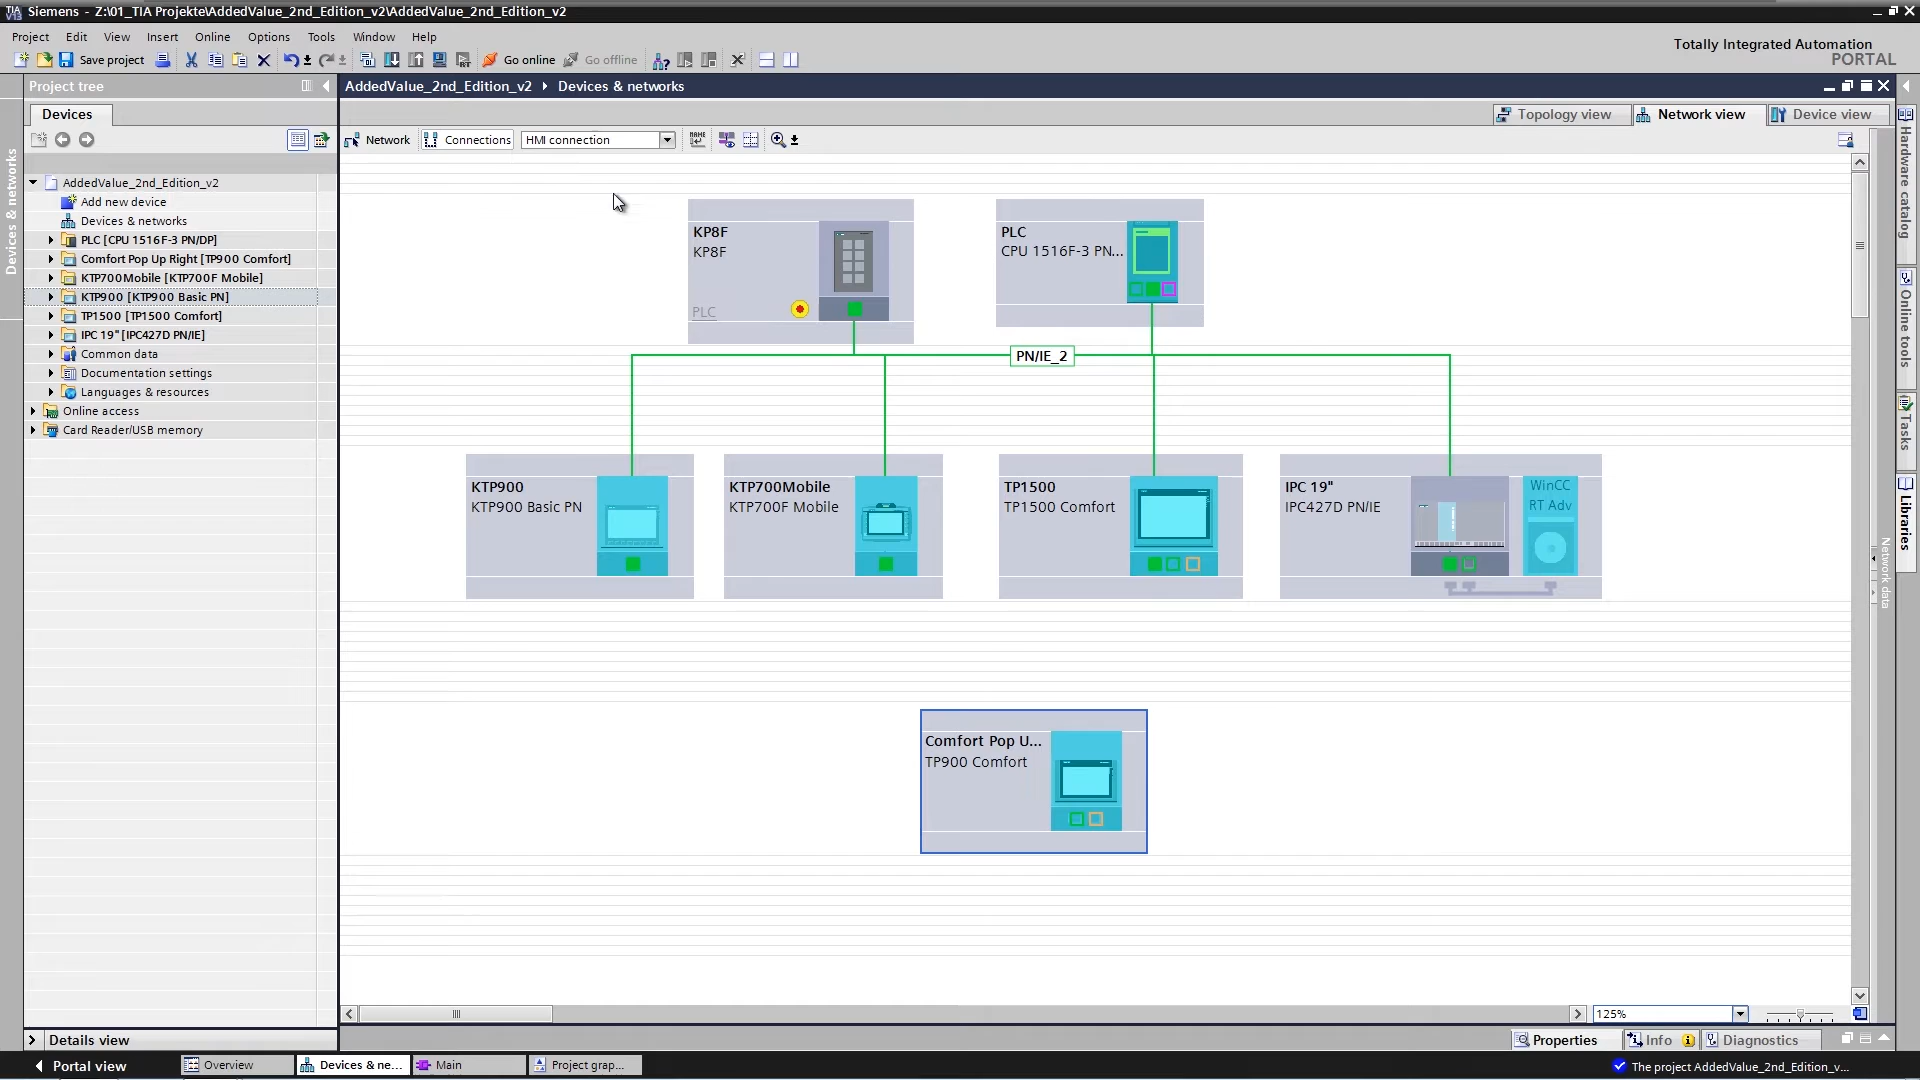 Siemens - Z:\01_TIA Projekte\AddedValue_2nd_Edition_v2\AddedValue_2nd_Edition_v2
Project Edit View Insert Online Options Tools Window Help
Totally Integrated Automation
PORTAL
Save project Go online Go offline
Project tree
AddedValue_2nd_Edition_v2 Devices & networks
Devices
Topology view Network view Device view
Network Connections HMI connection
Devices & networks
AddedValue_2nd_Edition_v2
Add new device
Devices & networks
PLC [CPU 1516F-3 PN/DP]
Comfort Pop Up Right [TP900 Comfort]
KTP700Mobile [KTP700F Mobile]
KTP900 [KTP900 Basic PN]
TP1500 [TP1500 Comfort]
IPC 19" [IPC427D PN/IE]
Common data
Documentation settings
Languages & resources
Online access
Card Reader/USB memory
KP8F
KP8F
PLC
PLC
CPU 1516F-3 PN...
PN/IE_2
KTP900
KTP900 Basic PN
KTP700Mobile
KTP700F Mobile
TP1500
TP1500 Comfort
IPC 19"
IPC427D PN/IE
WinCC
RT Adv
Comfort Pop U...
TP900 Comfort
Hardware catalog
Online tools
Tasks
Libraries
Network data
125%
Details view
Properties Info Diagnostics
Portal view Overview Devices & ne... Main Project grap...
The project AddedValue_2nd_Edition_v...